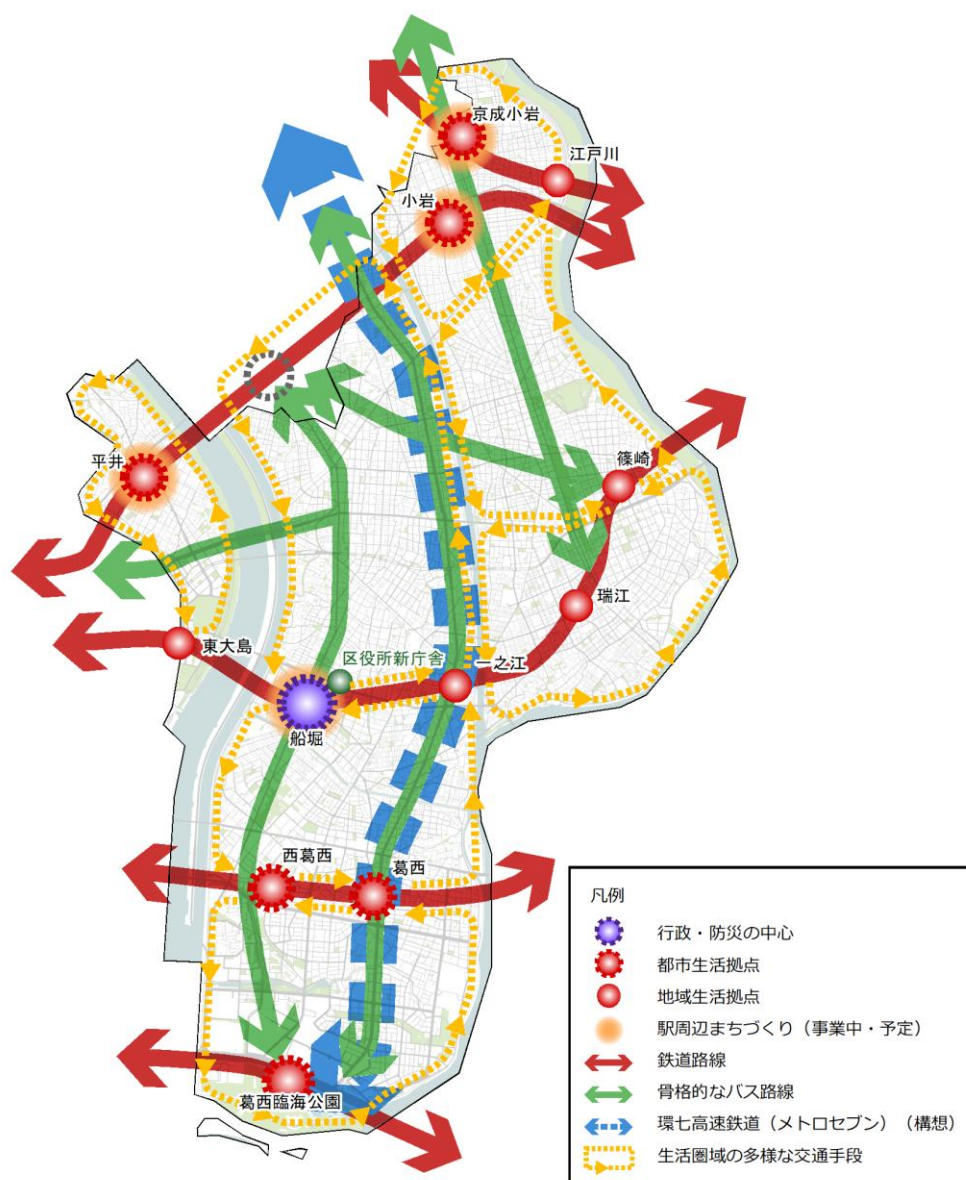 京成小岩
江戸川
小岩
平井
篠崎
瑞江
東大島
区役所新庁舎
一之江
船堀
西葛西
葛西
葛西臨海公園
凡例
行政・防災の中心
都市生活拠点
地域生活拠点
駅周辺まちづくり（事業中・予定）
鉄道路線
骨格的なバス路線
環七高速鉄道（メトロセブン）（構想）
生活圏域の多様な交通手段